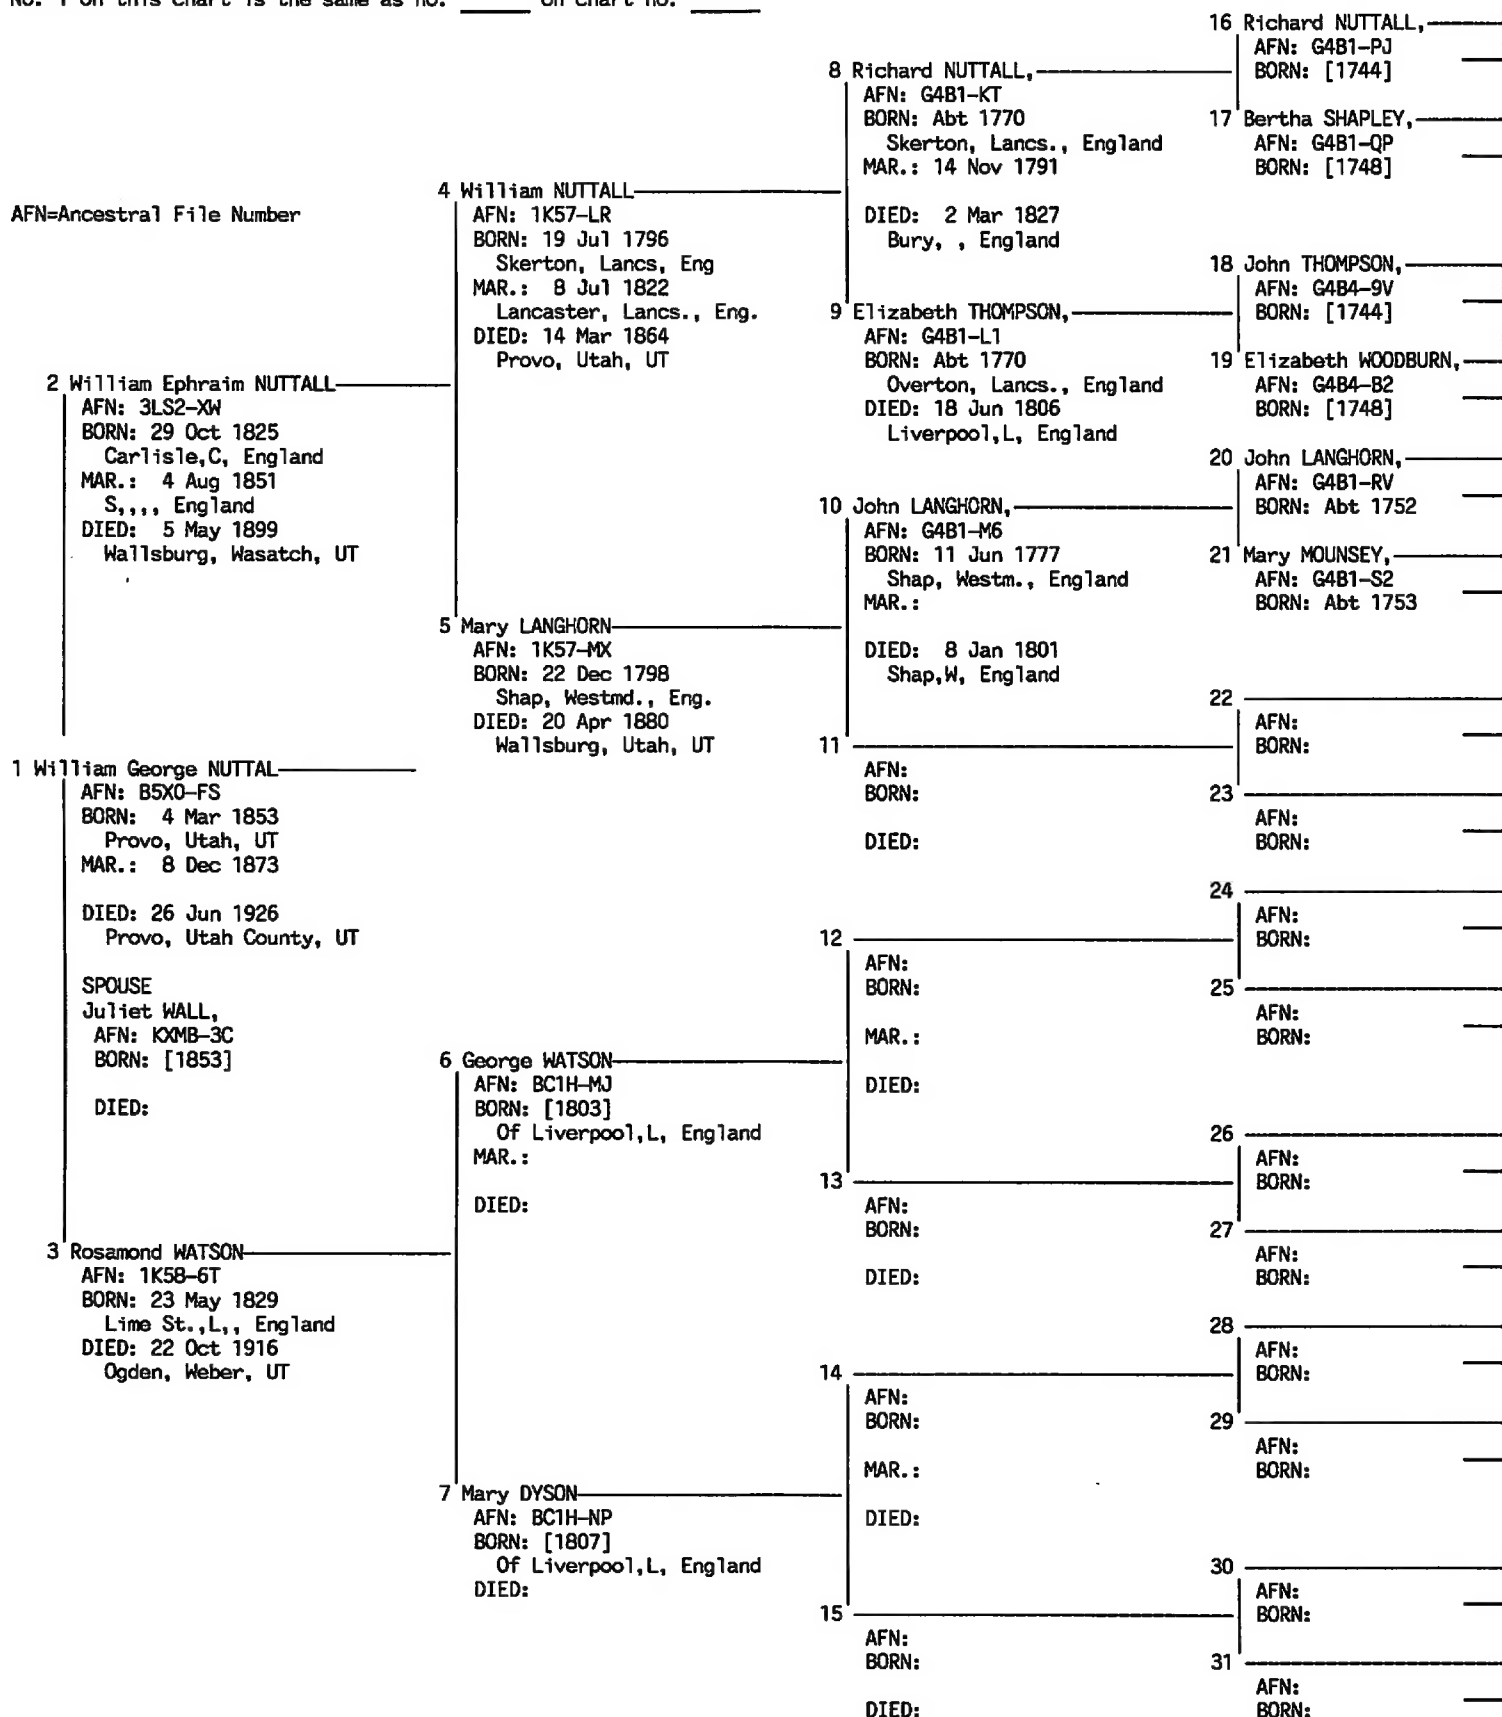 No. 1 on this chart is the same as no. ______ on chart no. ______
AFN=Ancestral File Number
1 William George NUTTAL
AFN: B5X0-FS
BORN: 4 Mar 1853
Provo, Utah, UT
MAR.: 8 Dec 1873
DIED: 26 Jun 1926
Provo, Utah County, UT
SPOUSE
Juliet WALL,
AFN: KXMB-3C
BORN: [1853]
DIED:
2 William Ephraim NUTTALL
AFN: 3LS2-XW
BORN: 29 Oct 1825
Carlisle,C, England
MAR.: 4 Aug 1851
S,,,, England
DIED: 5 May 1899
Wallsburg, Wasatch, UT
3 Rosamond WATSON
AFN: 1K58-6T
BORN: 23 May 1829
Lime St.,L,, England
DIED: 22 Oct 1916
Ogden, Weber, UT
4 William NUTTALL
AFN: 1K57-LR
BORN: 19 Jul 1796
Skerton, Lancs, Eng
MAR.: 8 Jul 1822
Lancaster, Lancs., Eng.
DIED: 14 Mar 1864
Provo, Utah, UT
5 Mary LANGHORN
AFN: 1K57-MX
BORN: 22 Dec 1798
Shap, Westmd., Eng.
DIED: 20 Apr 1880
Wallsburg, Utah, UT
6 George WATSON
AFN: BC1H-MJ
BORN: [1803]
Of Liverpool,L, England
MAR.:
DIED:
7 Mary DYSON
AFN: BC1H-NP
BORN: [1807]
Of Liverpool,L, England
DIED:
8 Richard NUTTALL,
AFN: G4B1-KT
BORN: Abt 1770
Skerton, Lancs., England
MAR.: 14 Nov 1791
DIED: 2 Mar 1827
Bury, , England
9 Elizabeth THOMPSON,
AFN: G4B1-L1
BORN: Abt 1770
Overton, Lancs., England
DIED: 18 Jun 1806
Liverpool,L, England
10 John LANGHORN,
AFN: G4B1-M6
BORN: 11 Jun 1777
Shap, Westm., England
MAR.:
DIED: 8 Jan 1801
Shap,W, England
11
AFN:
BORN:
DIED:
12
AFN:
BORN:
MAR.:
DIED:
13
AFN:
BORN:
DIED:
14
AFN:
BORN:
MAR.:
DIED:
15
AFN:
BORN:
DIED:
16 Richard NUTTALL,
AFN: G4B1-PJ
BORN: [1744]
17 Bertha SHAPLEY,
AFN: G4B1-QP
BORN: [1748]
18 John THOMPSON,
AFN: G4B4-9V
BORN: [1744]
19 Elizabeth WOODBURN,
AFN: G4B4-B2
BORN: [1748]
20 John LANGHORN,
AFN: G4B1-RV
BORN: Abt 1752
21 Mary MOUNSEY,
AFN: G4B1-S2
BORN: Abt 1753
22
AFN:
BORN:
23
AFN:
BORN:
24
AFN:
BORN:
25
AFN:
BORN:
26
AFN:
BORN:
27
AFN:
BORN:
28
AFN:
BORN:
29
AFN:
BORN:
30
AFN:
BORN:
31
AFN:
BORN: